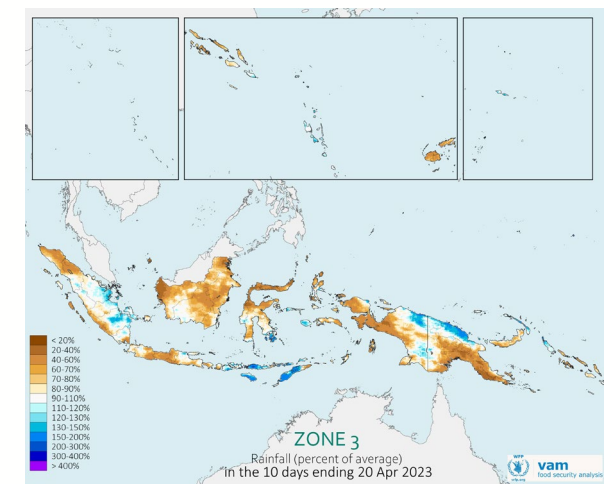 < 20%
20-40%
40-60%
60-70%
70-80%
80-90%
90-110%
110-120%
120-130%
130-150%
150-200%
200-300%
300-400%
> 400%
ZONE 3
Rainfall (percent of average)
in the 10 days ending 20 Apr 2023
WFP
wfp.org
vam
food security analysis